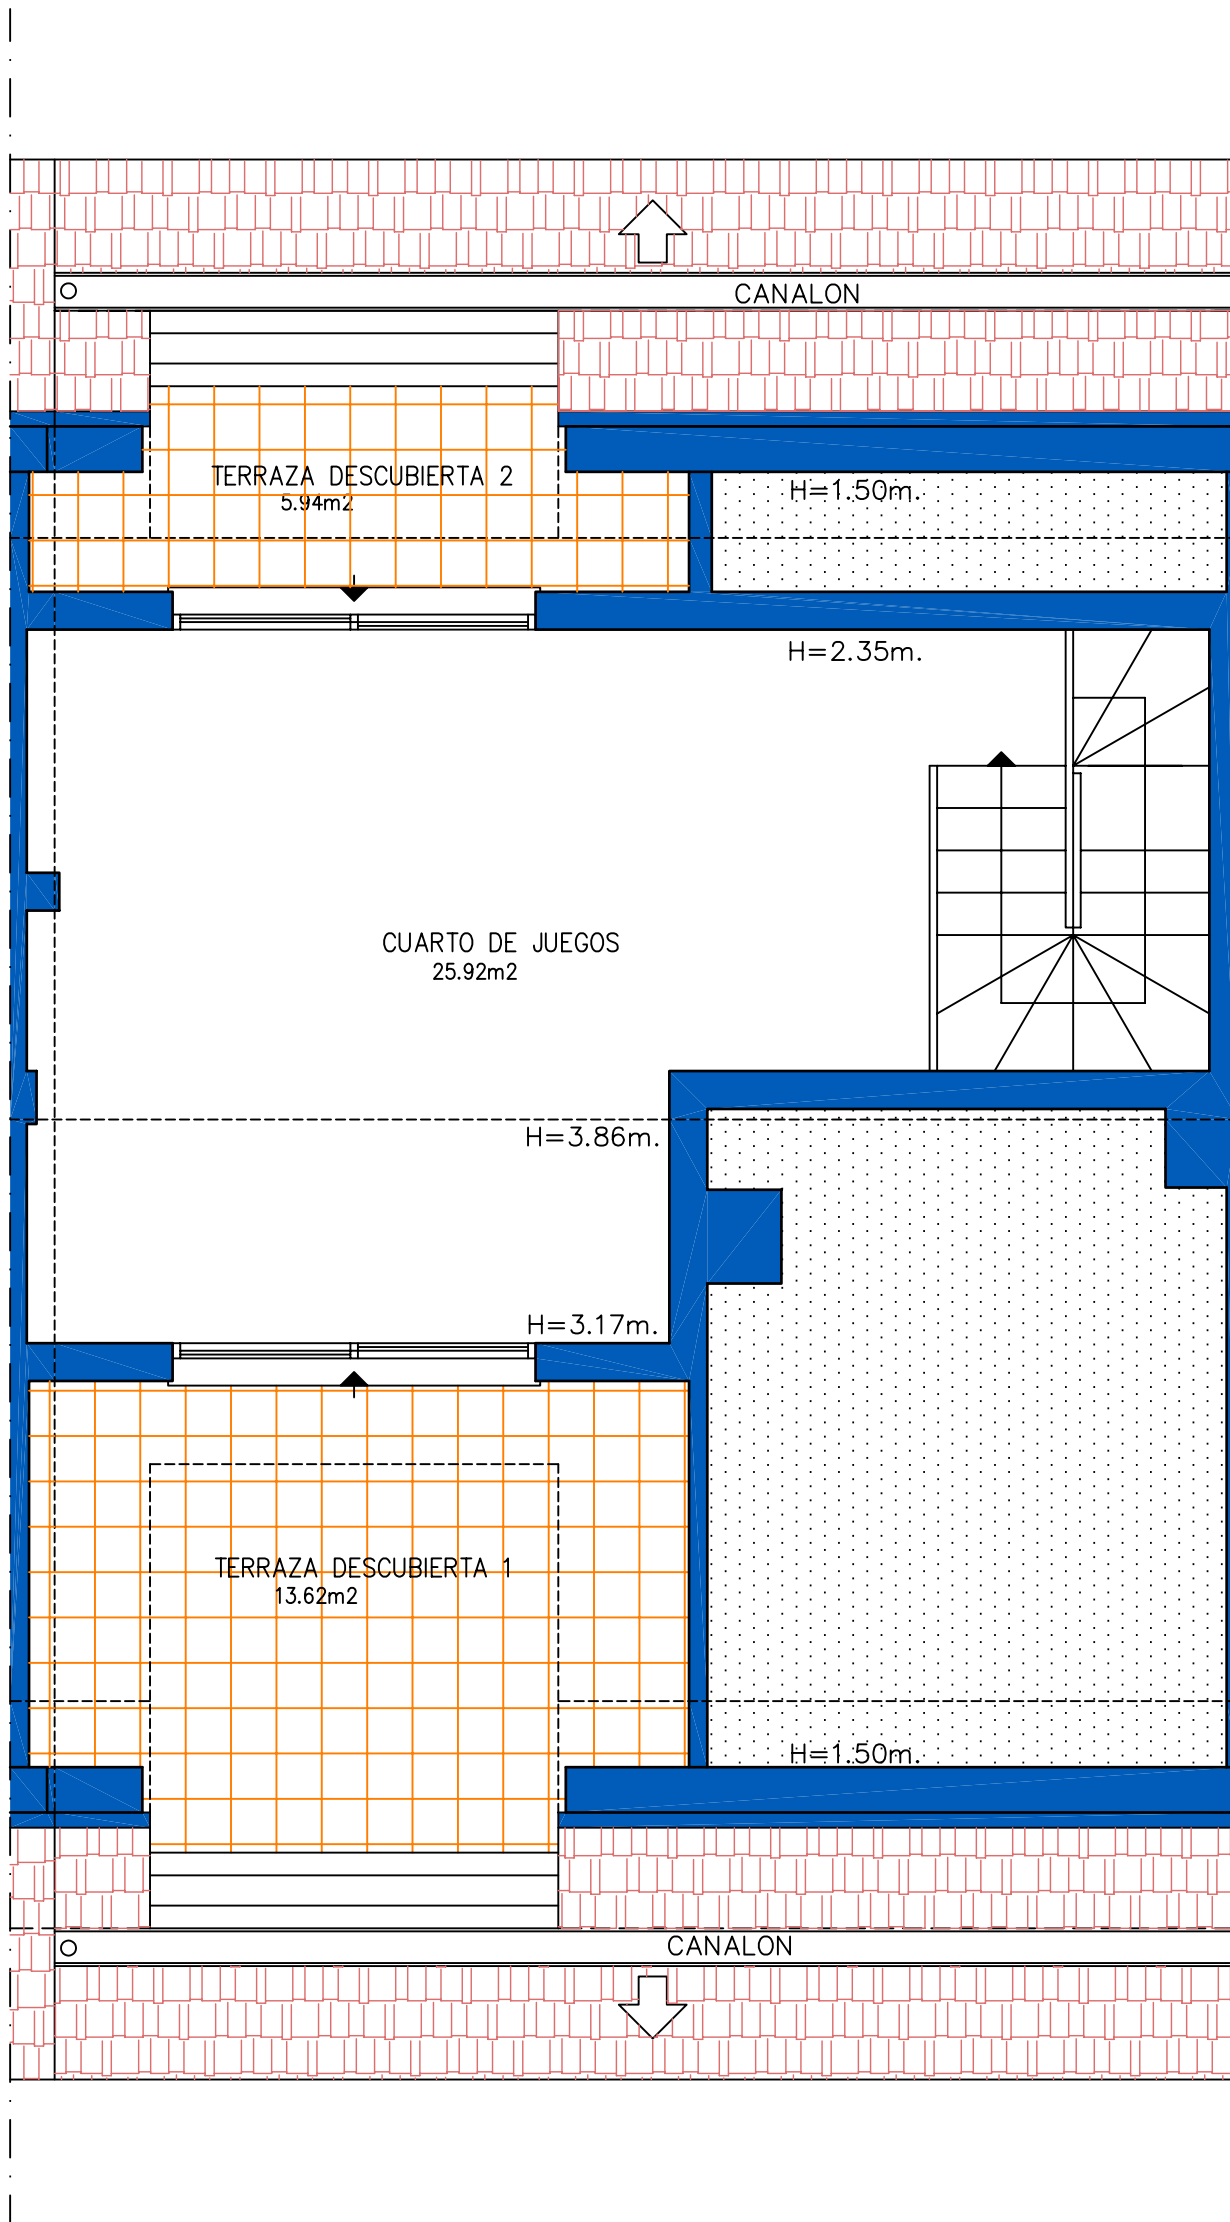 CANALON
TERRAZA DESCUBIERTA 2
5.94m2
H=1.50m.
H=2.35m.
CUARTO DE JUEGOS
25.92m2
H=3.86m.
H=3.17m.
TERRAZA DESCUBIERTA 1
13.62m2
H=1.50m.
CANALON